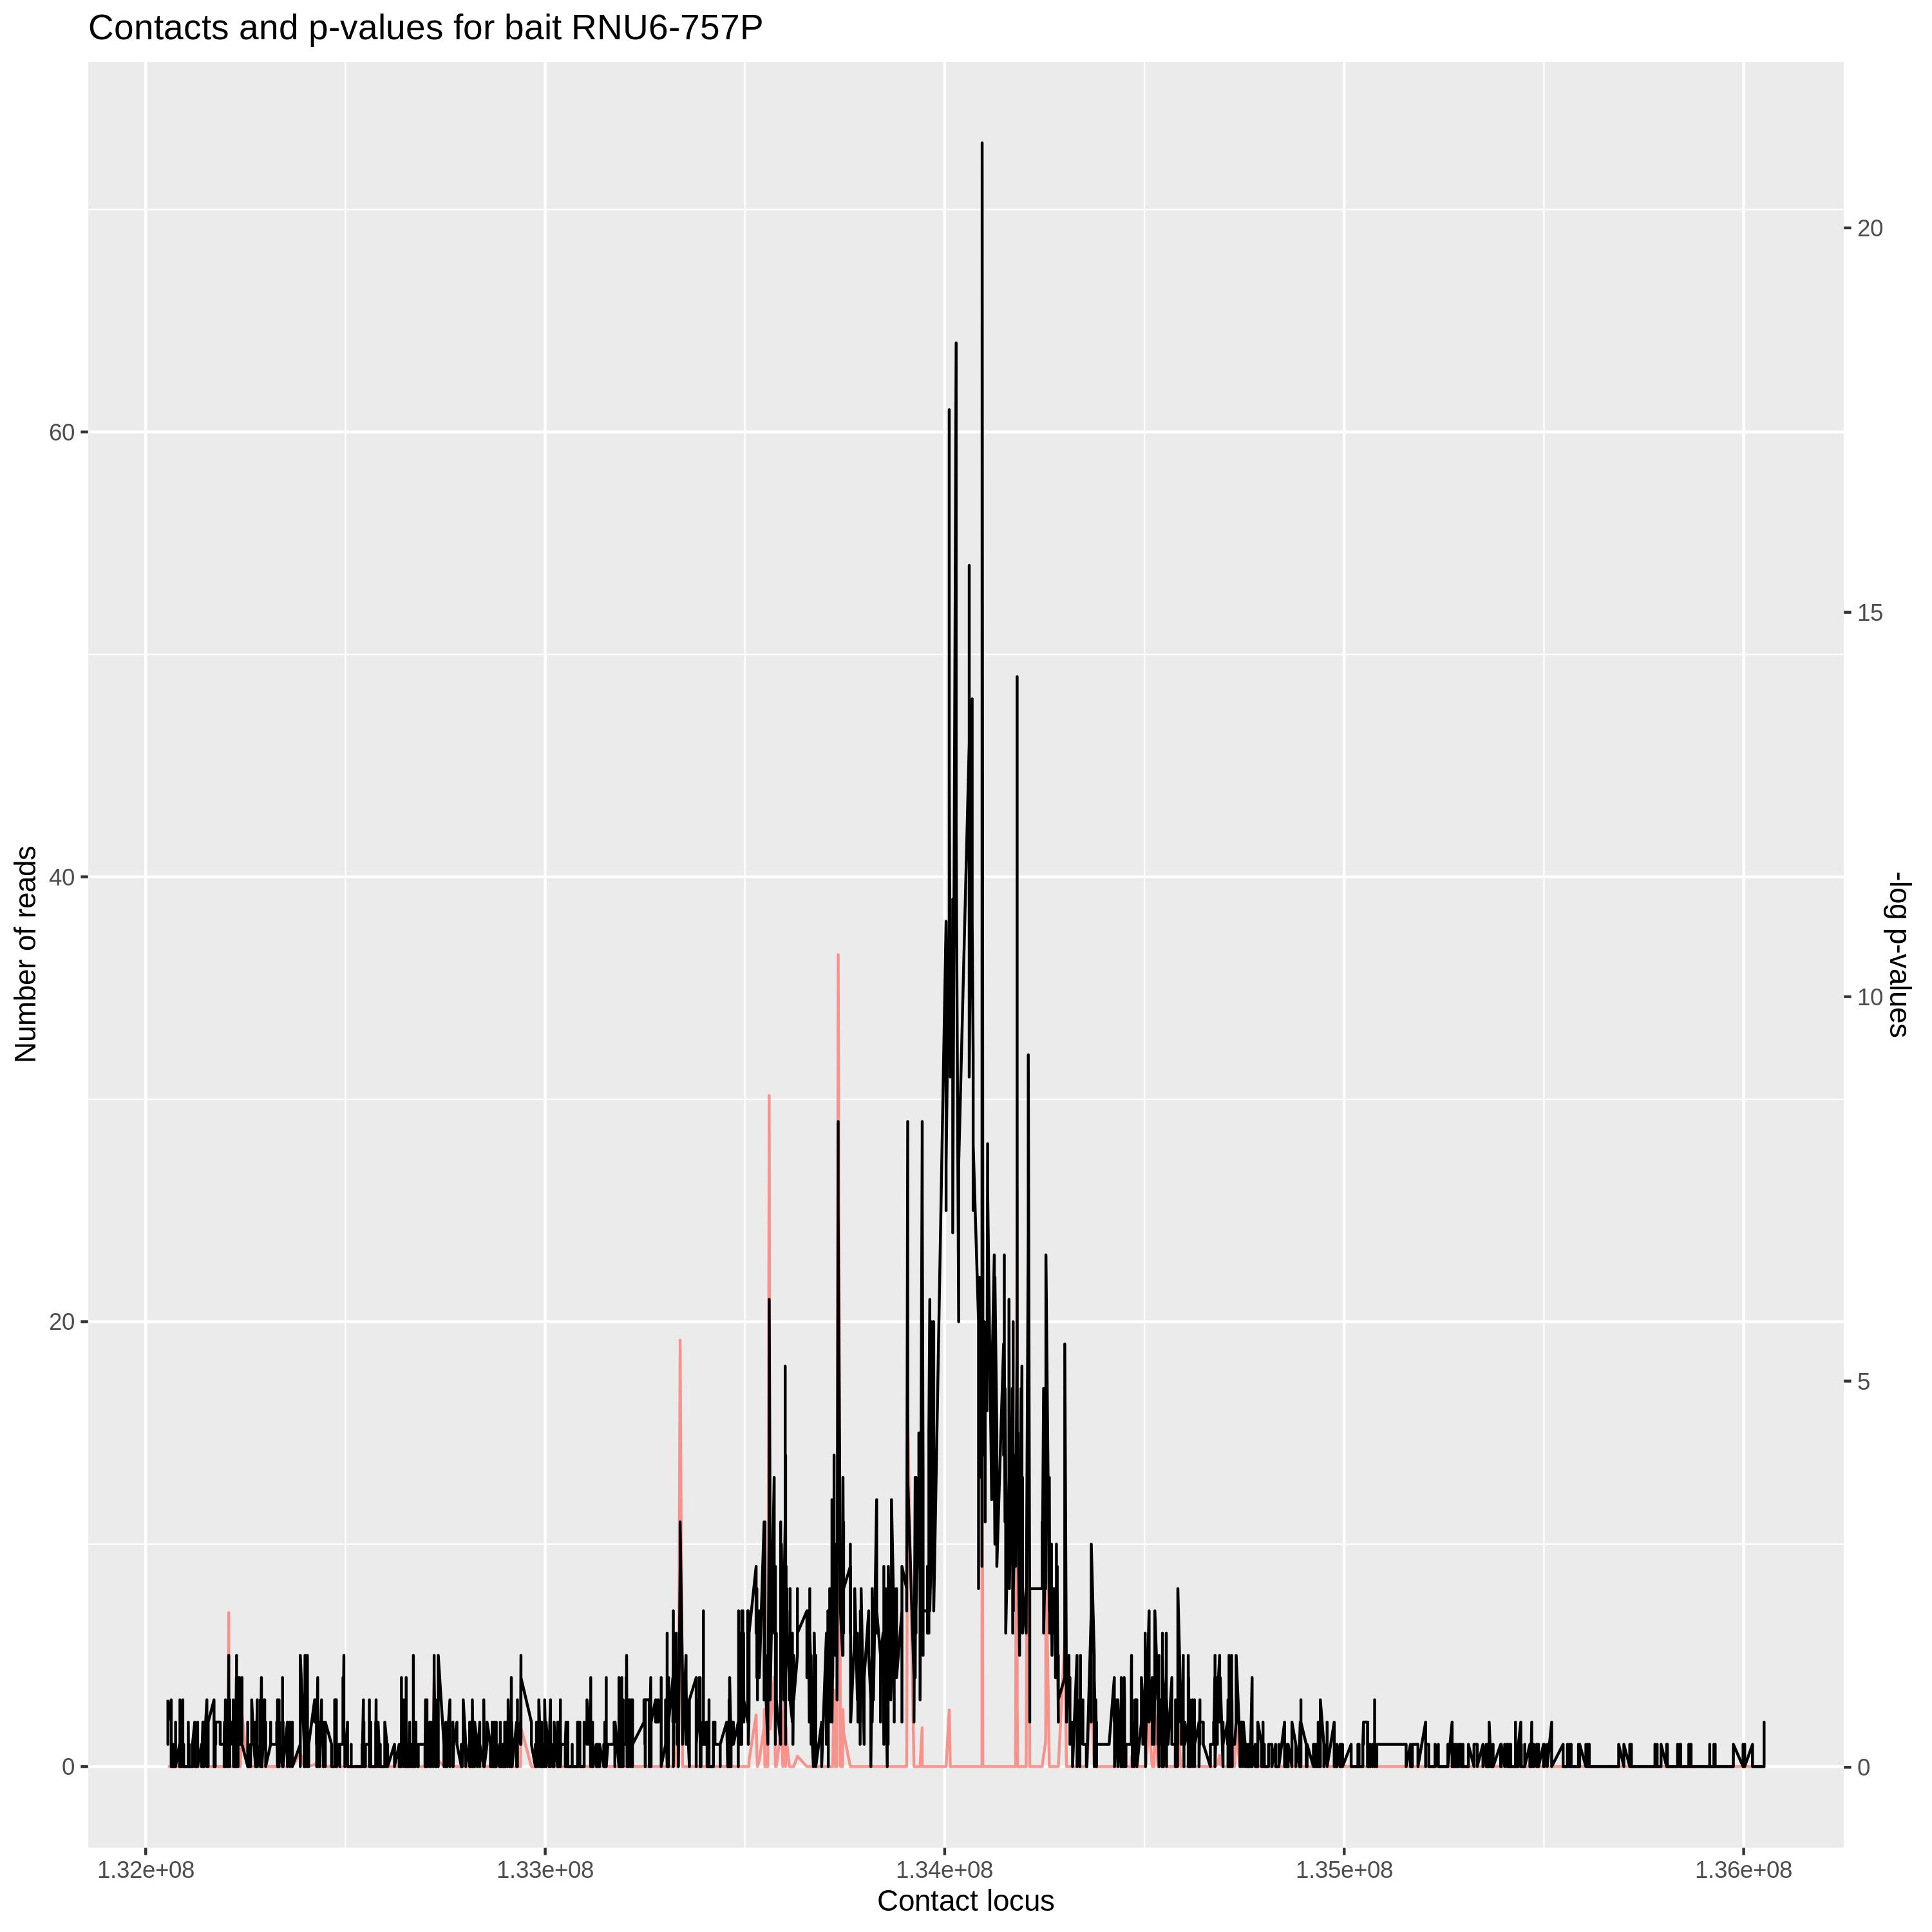 Contacts and p-values for bait RNU6-757P
Number of reads
60
40
20
0
20
15
10
5
0
-log p-values
1.32e+08 1.33e+08 1.34e+08 1.35e+08 1.36e+08
Contact locus